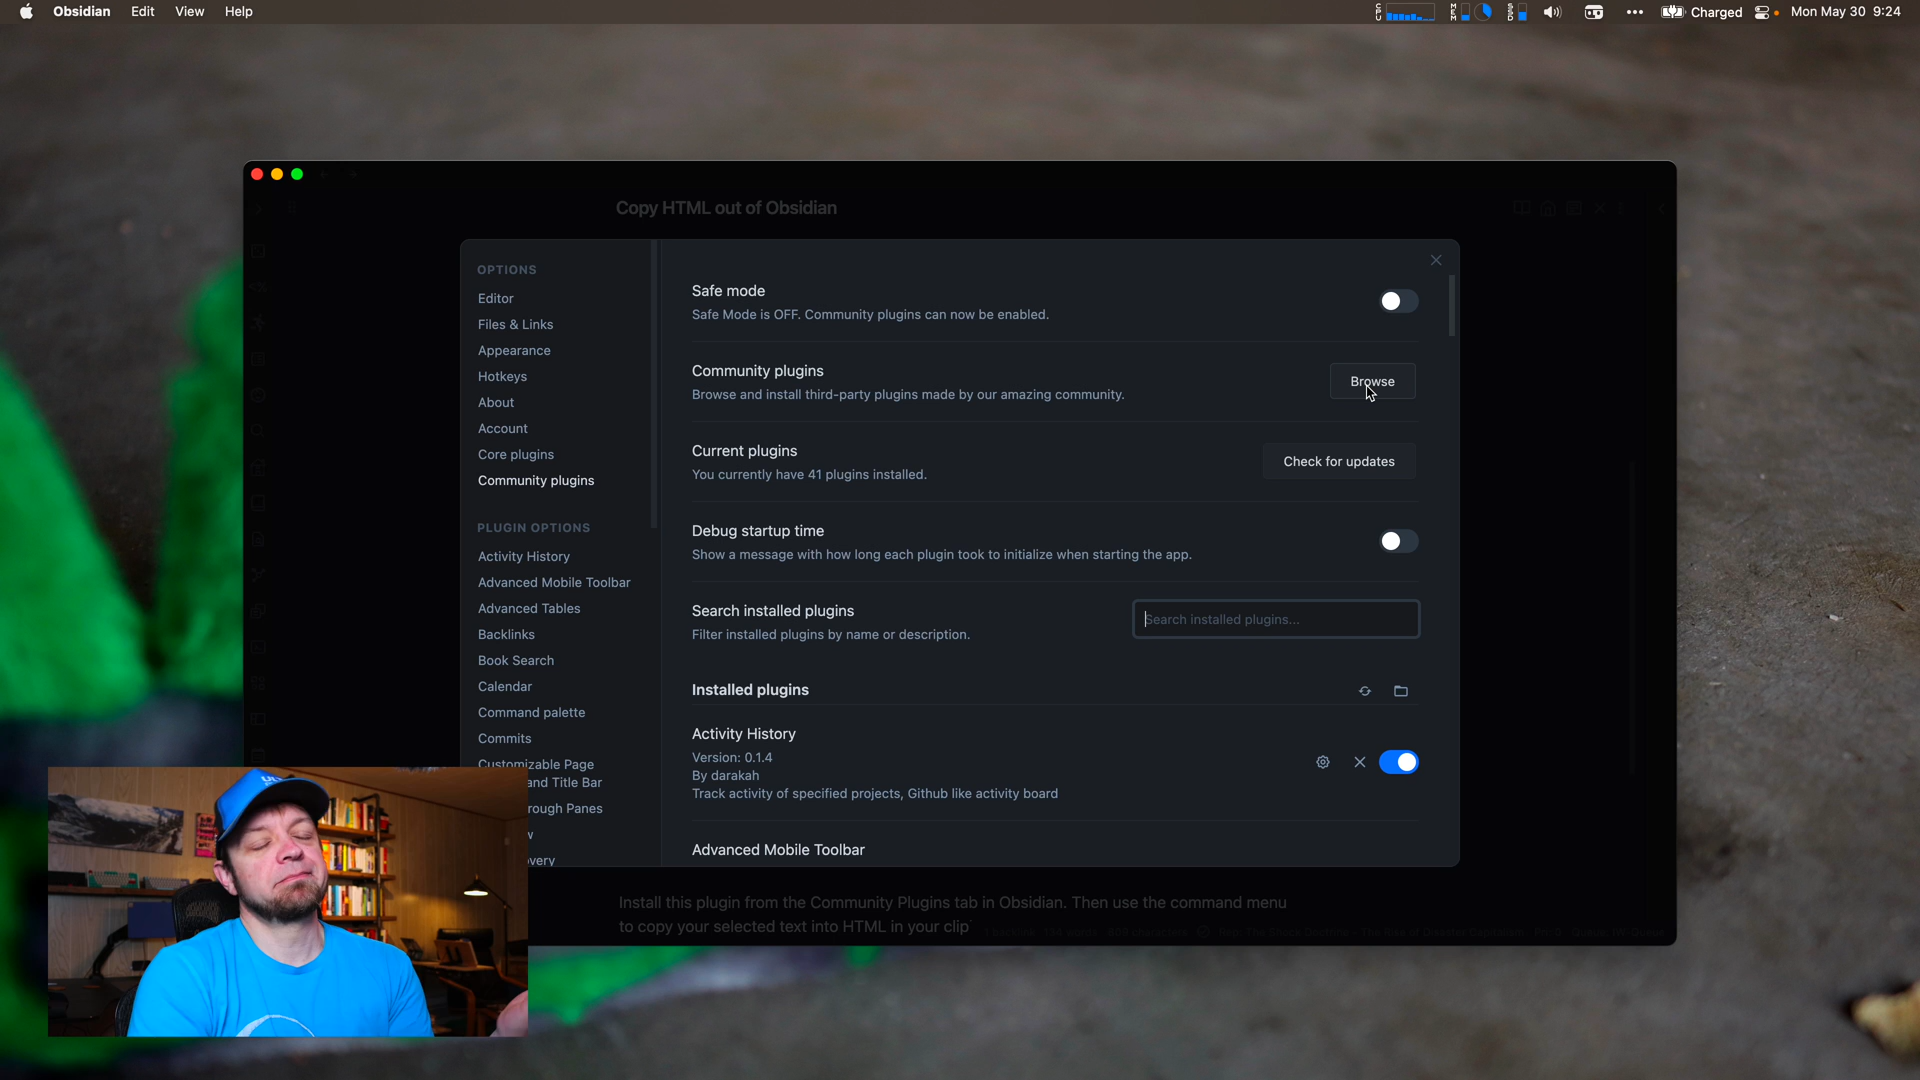 Obsidian Edit View Help
CPU MEM SSD Charged Mon May 30 9:24
Copy HTML out of Obsidian
OPTIONS
Editor
Files & Links
Appearance
Hotkeys
About
Account
Core plugins
Community plugins
PLUGIN OPTIONS
Activity History
Advanced Mobile Toolbar
Advanced Tables
Backlinks
Book Search
Calendar
Command palette
Commits
Customizable Page
and Title Bar
rough Panes
w
overy
Safe mode
Safe Mode is OFF. Community plugins can now be enabled.
Community plugins
Browse and install third-party plugins made by our amazing community.
Browse
Current plugins
You currently have 41 plugins installed.
Check for updates
Debug startup time
Show a message with how long each plugin took to initialize when starting the app.
Search installed plugins
Filter installed plugins by name or description.
Search installed plugins...
Installed plugins
Activity History
Version: 0.1.4
By darakah
Track activity of specified projects, Github like activity board
Advanced Mobile Toolbar
Install this plugin from the Community Plugins tab in Obsidian. Then use the command menu
to copy your selected text into HTML in your clip